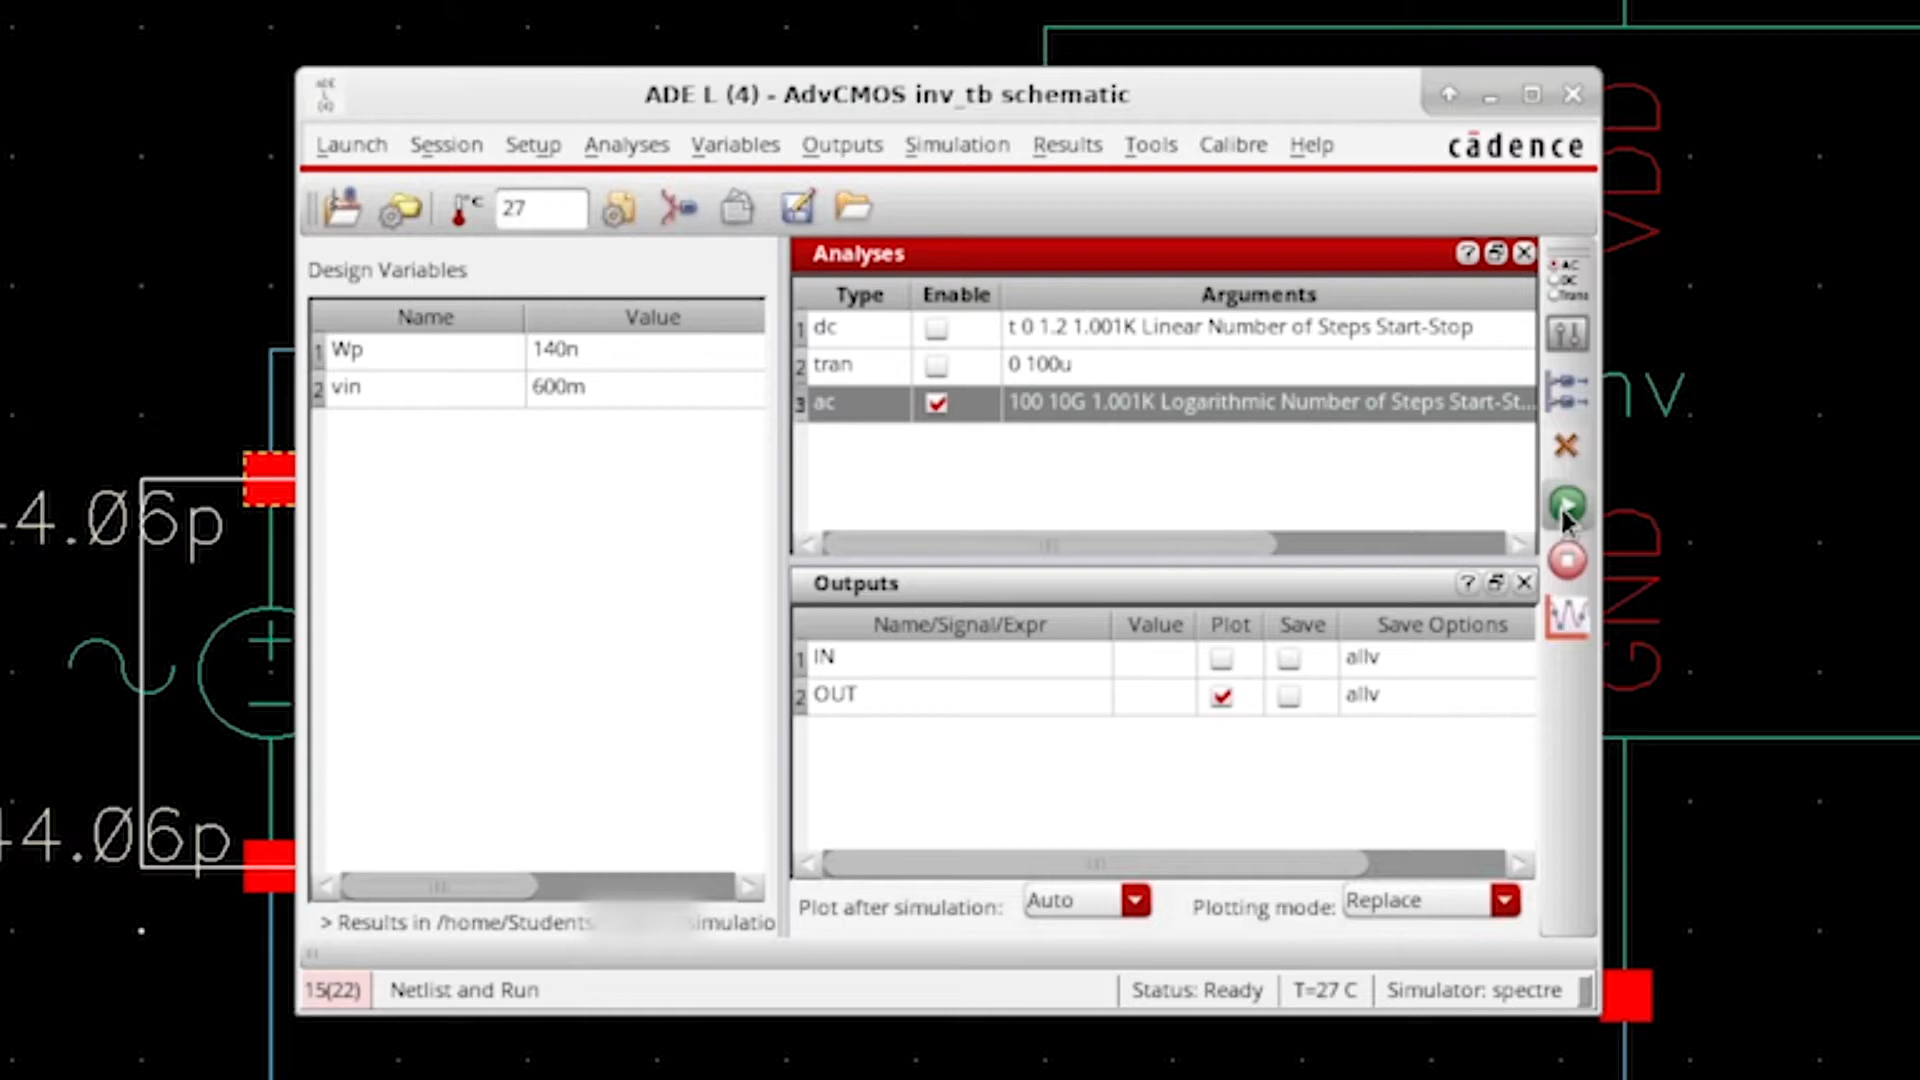 ADE L (4) - AdvCMOS inv_tb schematic
Launch Session Setup Analyses Variables Outputs Simulation Results Tools Calibre Help
cādence
°C 27
Design Variables
Name Value
1 Wp 140n
2 vin 600m
> Results in /home/Students simulatio
Analyses
Type Enable Arguments
1 dc t 0 1.2 1.001K Linear Number of Steps Start-Stop
2 tran 0 100u
3 ac 100 10G 1.001K Logarithmic Number of Steps Start-St...
AC
DC
Trans
Outputs
Name/Signal/Expr Value Plot Save Save Options
1 IN allv
2 OUT allv
Plot after simulation: Auto Plotting mode: Replace
15(22) Netlist and Run Status: Ready T=27 C Simulator: spectre
4.06p
44.06p
VDD
nv
GND